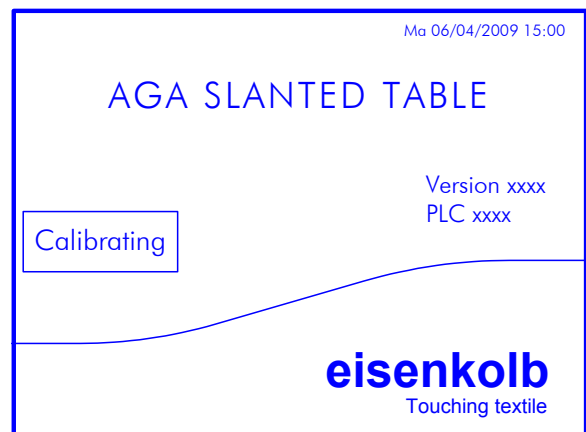 Ma 06/04/2009 15:00
AGA SLANTED TABLE
Version xxxx
PLC xxxx
Calibrating
eisenkolb
Touching textile